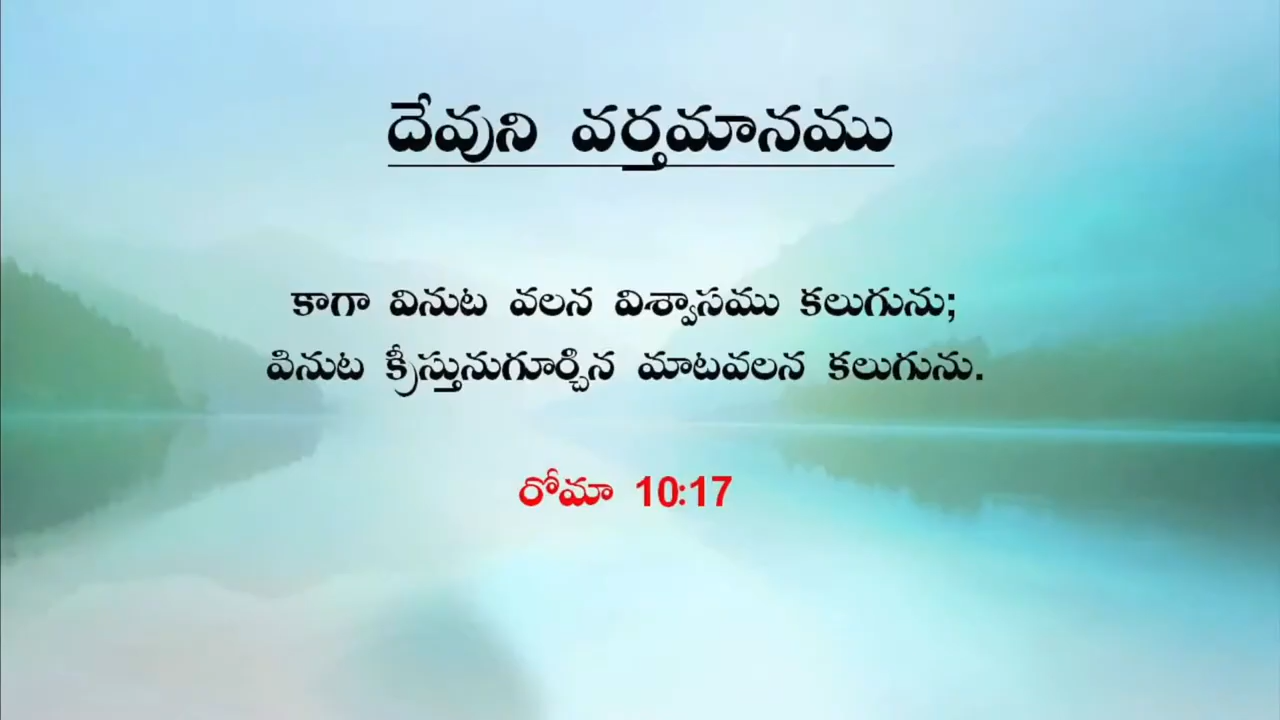 దేవుని వర్తమానము
కాగా వినుట వలన విశ్వాసము కలుగును;
వినుట క్రీస్తునుగూర్చిన మాటవలన కలుగును.
రోమా 10:17